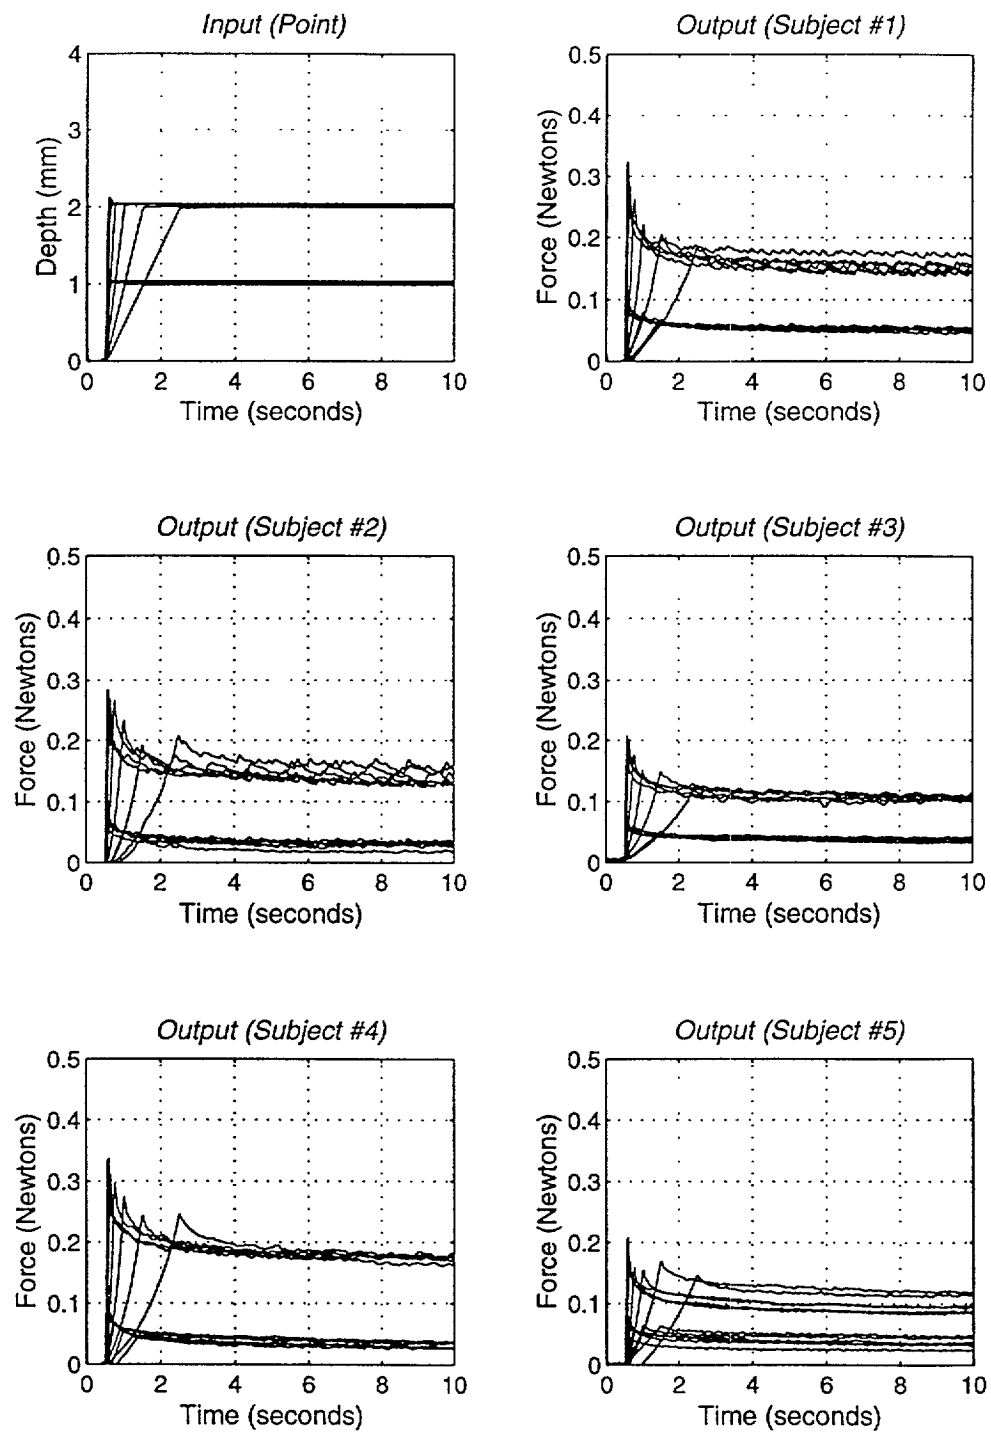 Input (Point)
4
3
2
1
0
Depth (mm)
0 2 4 6 8 10
Time (seconds)
Output (Subject #1)
0.5
0.4
0.3
0.2
0.1
0
Force (Newtons)
0 2 4 6 8 10
Time (seconds)
Output (Subject #2)
0.5
0.4
0.3
0.2
0.1
0
Force (Newtons)
0 2 4 6 8 10
Time (seconds)
Output (Subject #3)
0.5
0.4
0.3
0.2
0.1
0
Force (Newtons)
0 2 4 6 8 10
Time (seconds)
Output (Subject #4)
0.5
0.4
0.3
0.2
0.1
0
Force (Newtons)
0 2 4 6 8 10
Time (seconds)
Output (Subject #5)
0.5
0.4
0.3
0.2
0.1
0
Force (Newtons)
0 2 4 6 8 10
Time (seconds)